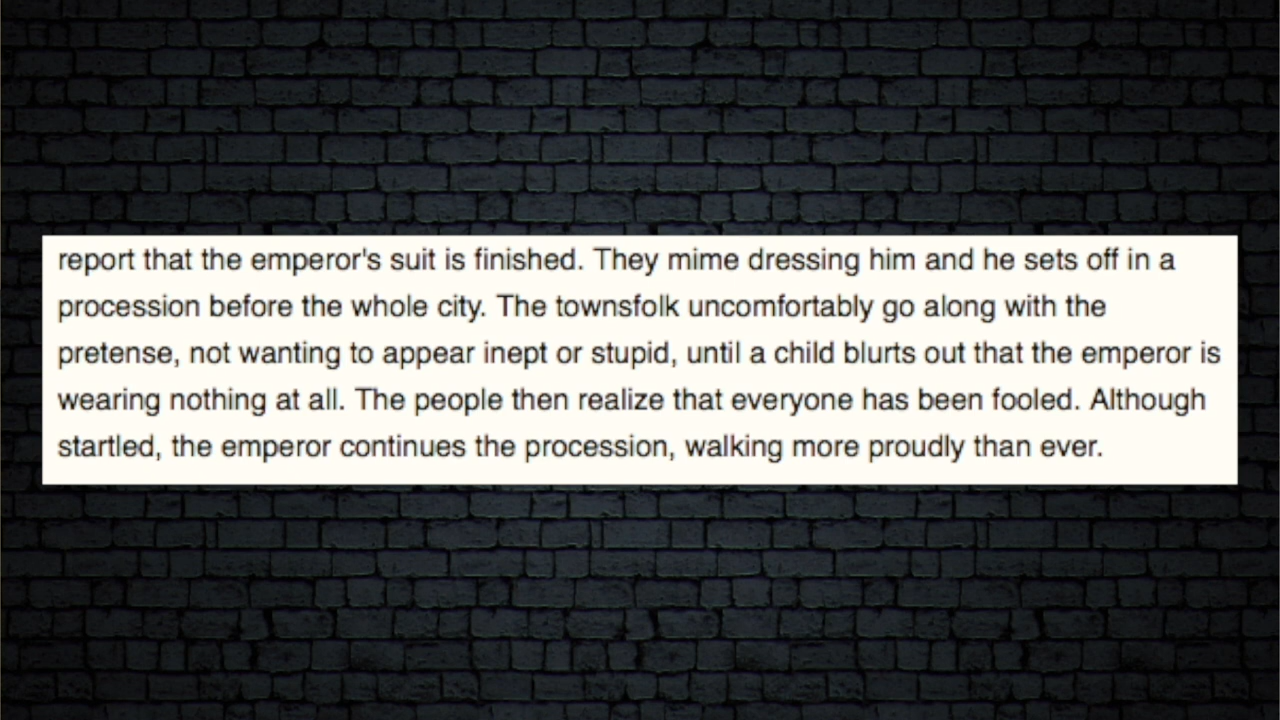 report that the emperor's suit is finished. They mime dressing him and he sets off in a
procession before the whole city. The townsfolk uncomfortably go along with the
pretense, not wanting to appear inept or stupid, until a child blurts out that the emperor is
wearing nothing at all. The people then realize that everyone has been fooled. Although
startled, the emperor continues the procession, walking more proudly than ever.